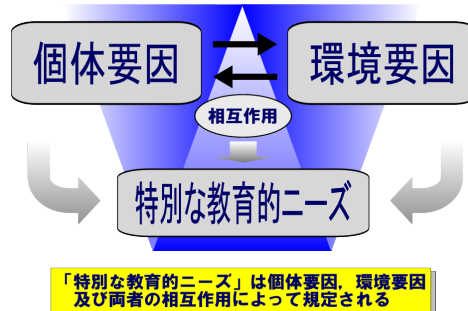 個体要因
環境要因
相互作用
特別な教育的ニーズ
「特別な教育的ニーズ」は個体要因，環境要因
及び両者の相互作用によって規定される